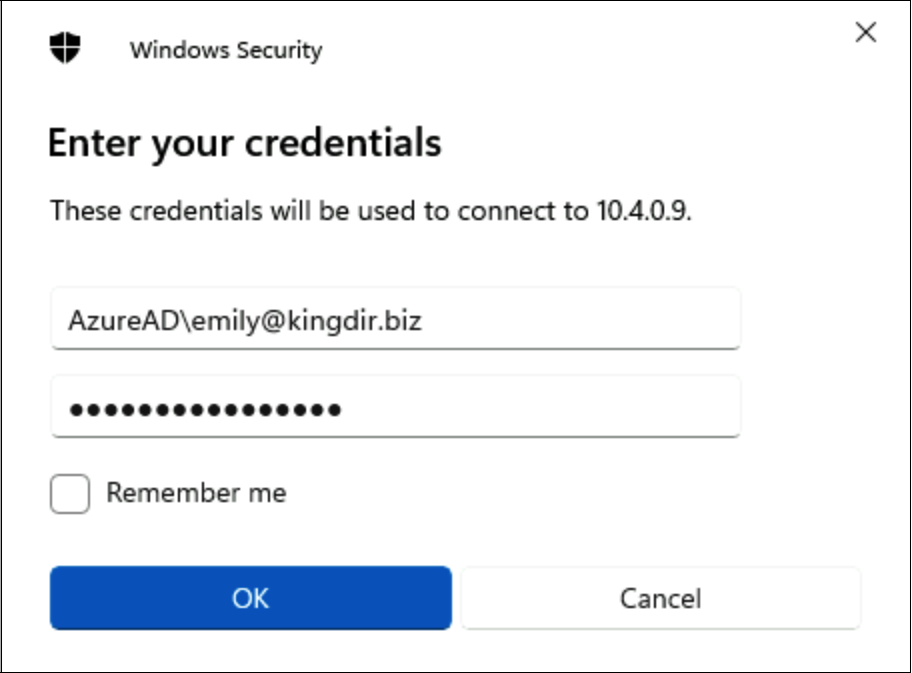 Windows Security
Enter your credentials
These credentials will be used to connect to 10.4.0.9.
AzureAD\emily@kingdir.biz
••••••••••••••••
Remember me
OK
Cancel